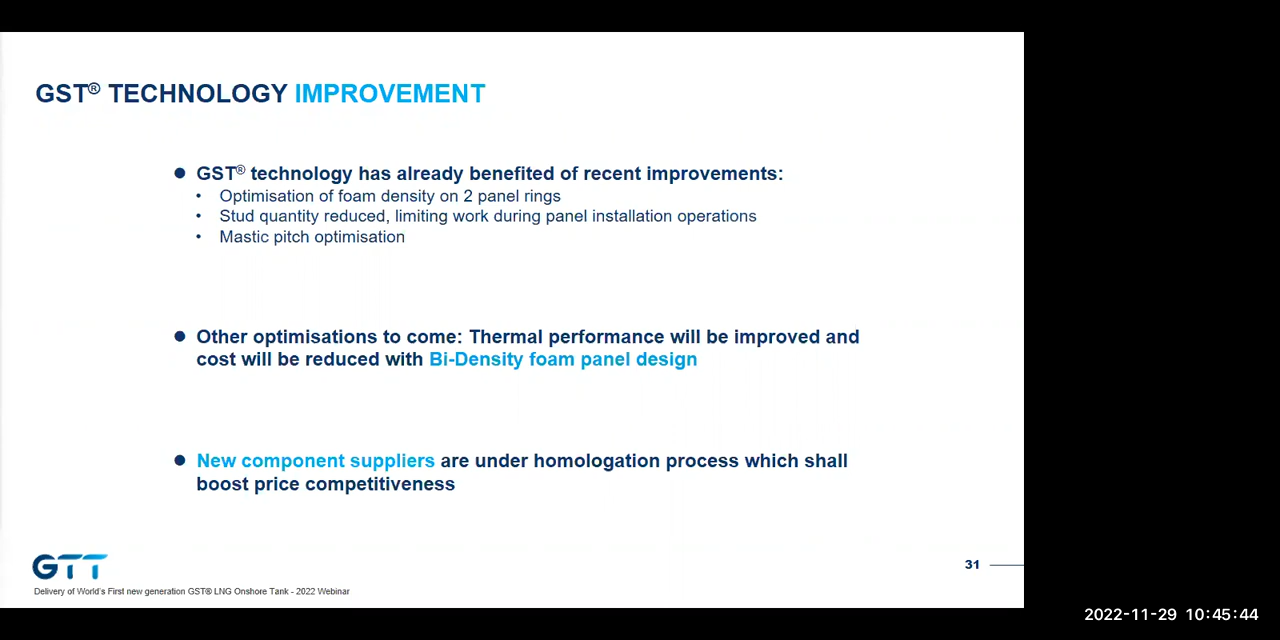 GST® TECHNOLOGY IMPROVEMENT
● GST® technology has already benefited of recent improvements:
• Optimisation of foam density on 2 panel rings
• Stud quantity reduced, limiting work during panel installation operations
• Mastic pitch optimisation
● Other optimisations to come: Thermal performance will be improved and
cost will be reduced with Bi-Density foam panel design
● New component suppliers are under homologation process which shall
boost price competitiveness
GTT
31
Delivery of World's First new generation GST® LNG Onshore Tank - 2022 Webinar
2022-11-29 10:45:44